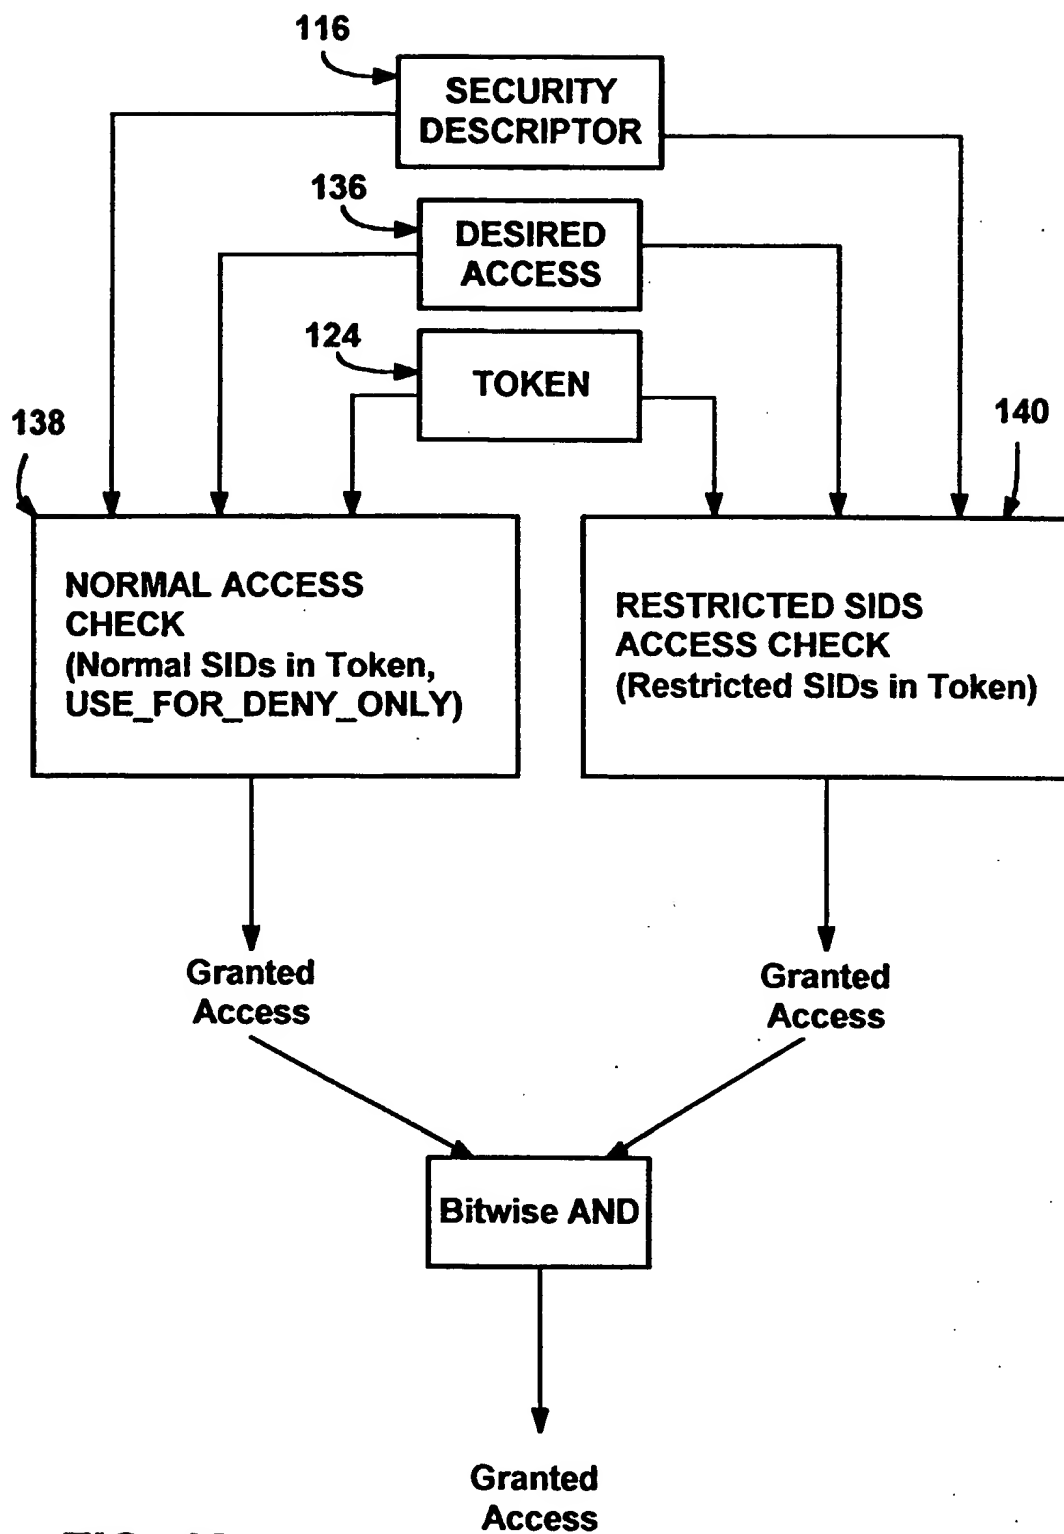 116
SECURITY
DESCRIPTOR
136
DESIRED
ACCESS
124
TOKEN
138
140
NORMAL ACCESS
CHECK
(Normal SIDs in Token,
USE_FOR_DENY_ONLY)
RESTRICTED SIDS
ACCESS CHECK
(Restricted SIDs in Token)
Granted
Access
Granted
Access
Bitwise AND
Granted
Access